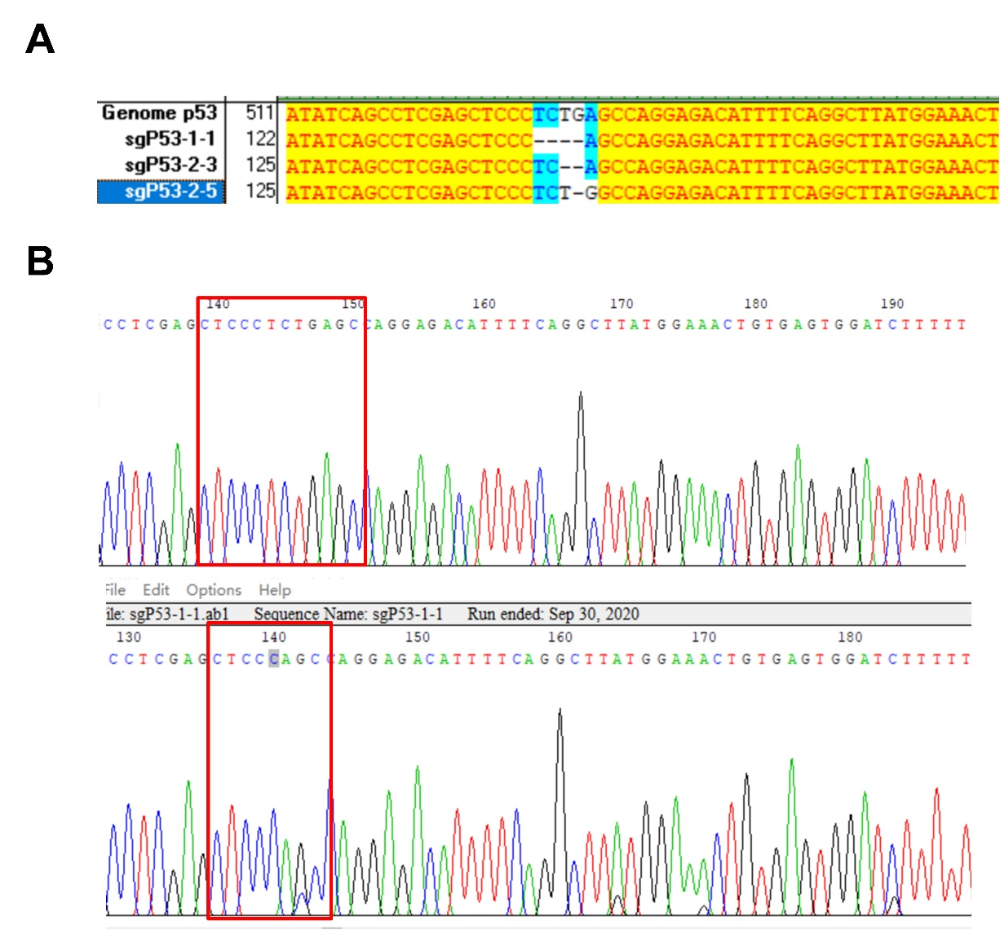 A
Genome p53 511 ATATCAGCCTCGAGCTCCCTCTGAGCCAGGAGACATTTTCAGGCTTATGGAAACT
sgP53-1-1 122 ATATCAGCCTCGAGCTCCC----AGCCAGGAGACATTTTCAGGCTTATGGAAACT
sgP53-2-3 125 ATATCAGCCTCGAGCTCCCTC--AGCCAGGAGACATTTTCAGGCTTATGGAAACT
sgP53-2-5 125 ATATCAGCCTCGAGCTCCCTCT-GGCCAGGAGACATTTTCAGGCTTATGGAAACT
B
140 150 160 170 180 190
CCTCGAGCTCCCTCTGAGCCAGGAGACATTTTCAGGCTTATGGAAACTGTGAGTGGATCTTTTT
File Edit Options Help
ile: sgP53-1-1.ab1 Sequence Name: sgP53-1-1 Run ended: Sep 30, 2020
130 140 150 160 170 180
CCTCGAGCTCCCAGCCAGGAGACATTTTCAGGCTTATGGAAACTGTGAGTGGATCTTTTT